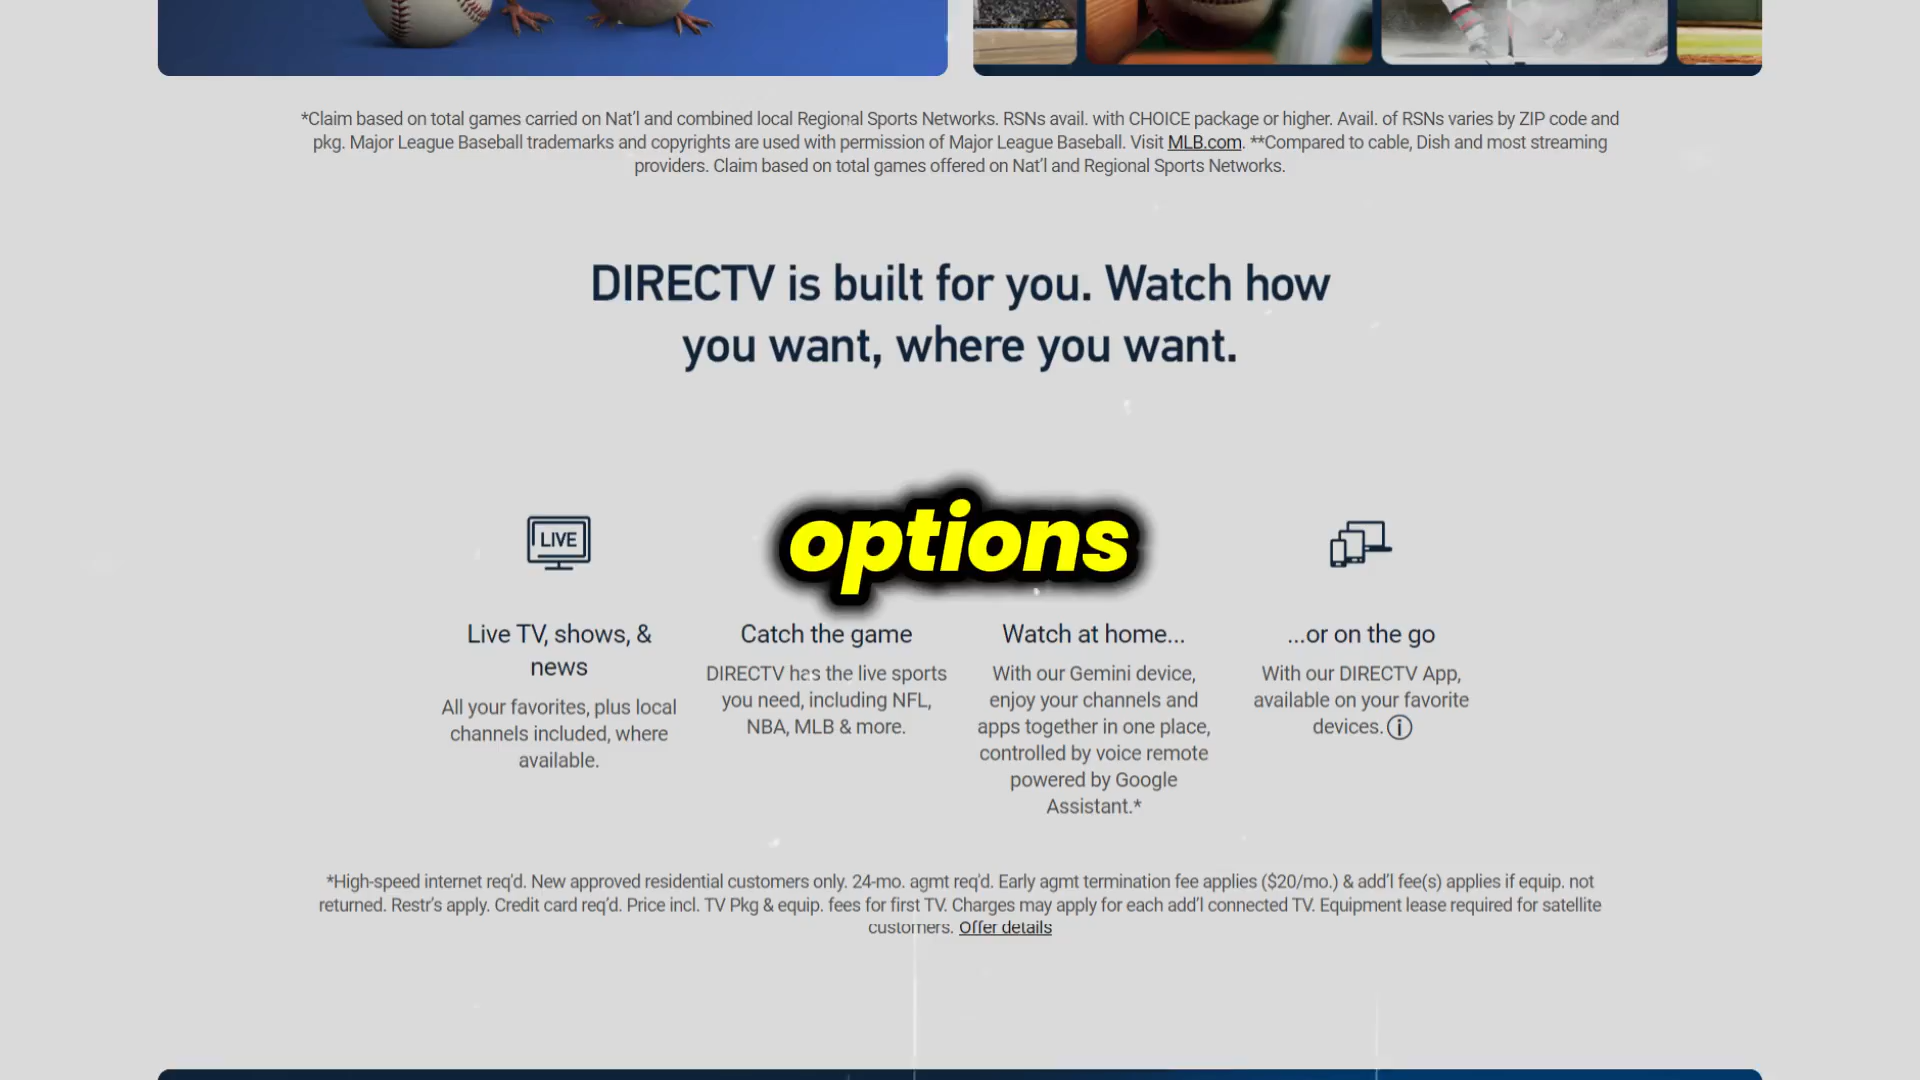 *Claim based on total games carried on Nat'l and combined local Regional Sports Networks. RSNs avail. with CHOICE package or higher. Avail. of RSNs varies by ZIP code and
pkg. Major League Baseball trademarks and copyrights are used with permission of Major League Baseball. Visit MLB.com. **Compared to cable, Dish and most streaming
providers. Claim based on total games offered on Nat'l and Regional Sports Networks.
DIRECTV is built for you. Watch how
you want, where you want.
LIVE
options
Live TV, shows, &
news
All your favorites, plus local
channels included, where
available.
Catch the game
DIRECTV has the live sports
you need, including NFL,
NBA, MLB & more.
Watch at home...
With our Gemini device,
enjoy your channels and
apps together in one place,
controlled by voice remote
powered by Google
Assistant.*
...or on the go
With our DIRECTV App,
available on your favorite
devices. i
*High-speed internet req'd. New approved residential customers only. 24-mo. agmt req'd. Early agmt termination fee applies ($20/mo.) & add'l fee(s) applies if equip. not
returned. Restr's apply. Credit card req'd. Price incl. TV Pkg & equip. fees for first TV. Charges may apply for each add'l connected TV. Equipment lease required for satellite
customers. Offer details